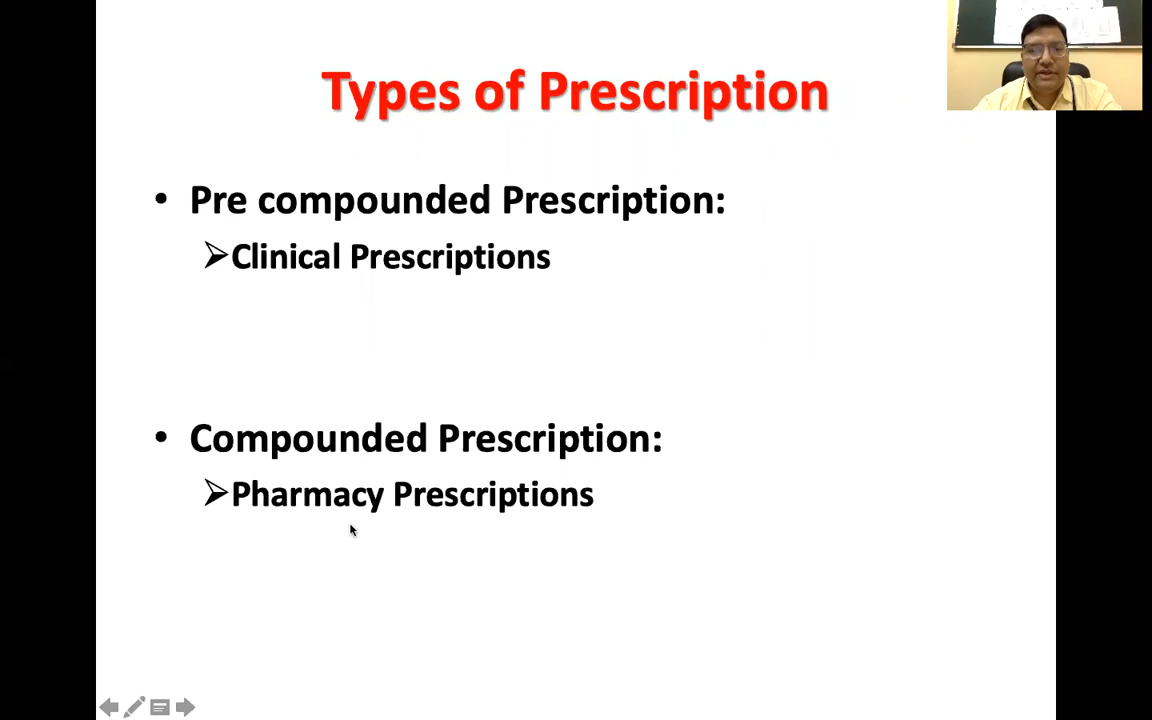 Types of Prescription
• Pre compounded Prescription:
➢Clinical Prescriptions
• Compounded Prescription:
➢Pharmacy Prescriptions